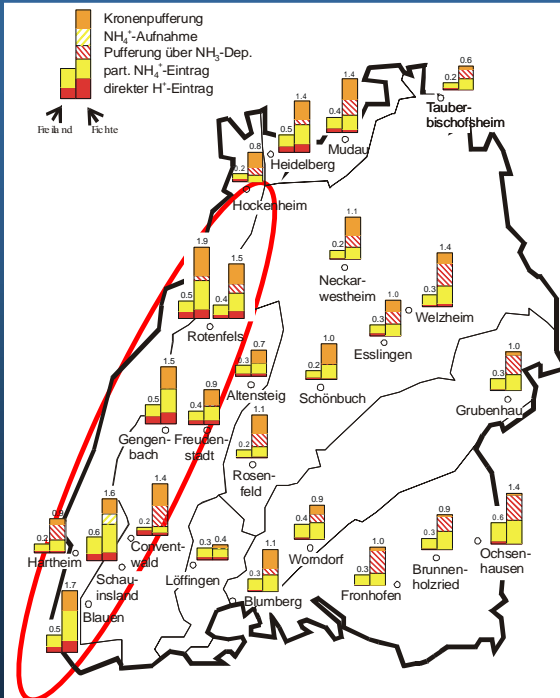 Kronenpufferung
NH₄⁺-Aufnahme
Pufferung über NH₃-Dep.
part. NH₄⁺-Eintrag
direkter H⁺-Eintrag
Freiland
Fichte
0.2 0.6
Tauber-
bischofsheim
0.4 1.4
Mudau
0.5 1.4
Heidelberg
0.2 0.8
Hockenheim
0.2 1.1
Neckar-
westheim
0.5 1.9
0.4 1.5
Rotenfels
0.3 1.4
Welzheim
0.3 1.0
Esslingen
0.3 0.7
Altensteig
0.2 1.0
Schönbuch
0.3 1.0
Grubenhau
0.5 1.5
Gengen-
bach
0.4 0.9
Freuden-
stadt
0.2 1.1
Rosen-
feld
0.2 0.9
Hartheim
0.6 1.6
Schau-
insland
0.2 1.4
Convent-
wald
0.3 0.4
Löffingen
0.4 0.9
Worndorf
0.3 1.1
Blumberg
0.3 1.0
Fronhofen
0.3 0.9
Brunnen-
holzried
0.6 1.4
Ochsen-
hausen
0.5 1.7
Blauen